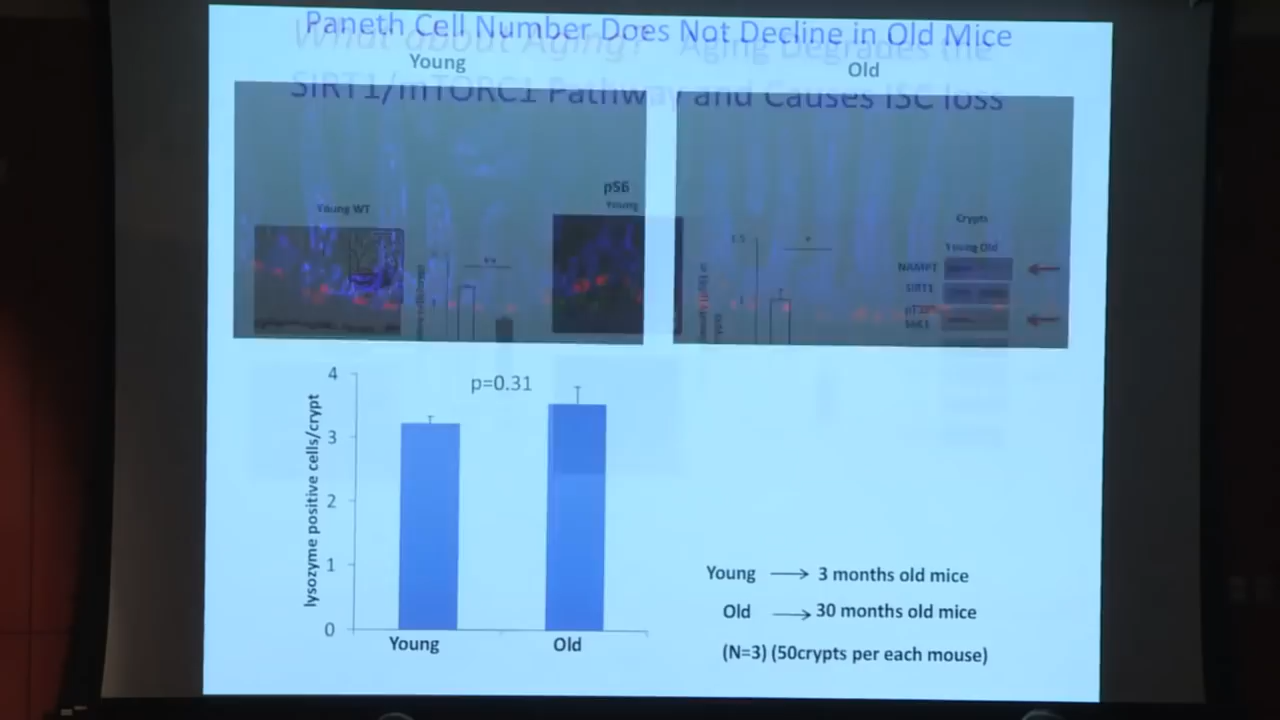 Paneth Cell Number Does Not Decline in Old Mice
What about Aging? Aging Degrades the
SIRT1/mTORC1 Pathway and Causes ISC loss
Young
Old
Young WT
pS6
Young
**
1.5
*
1
Crypts
Young Old
NAMPT
SIRT1
S6K1
lysozyme positive cells/crypt
4
3
2
1
0
p=0.31
Young
Old
Young → 3 months old mice
Old → 30 months old mice
(N=3) (50crypts per each mouse)